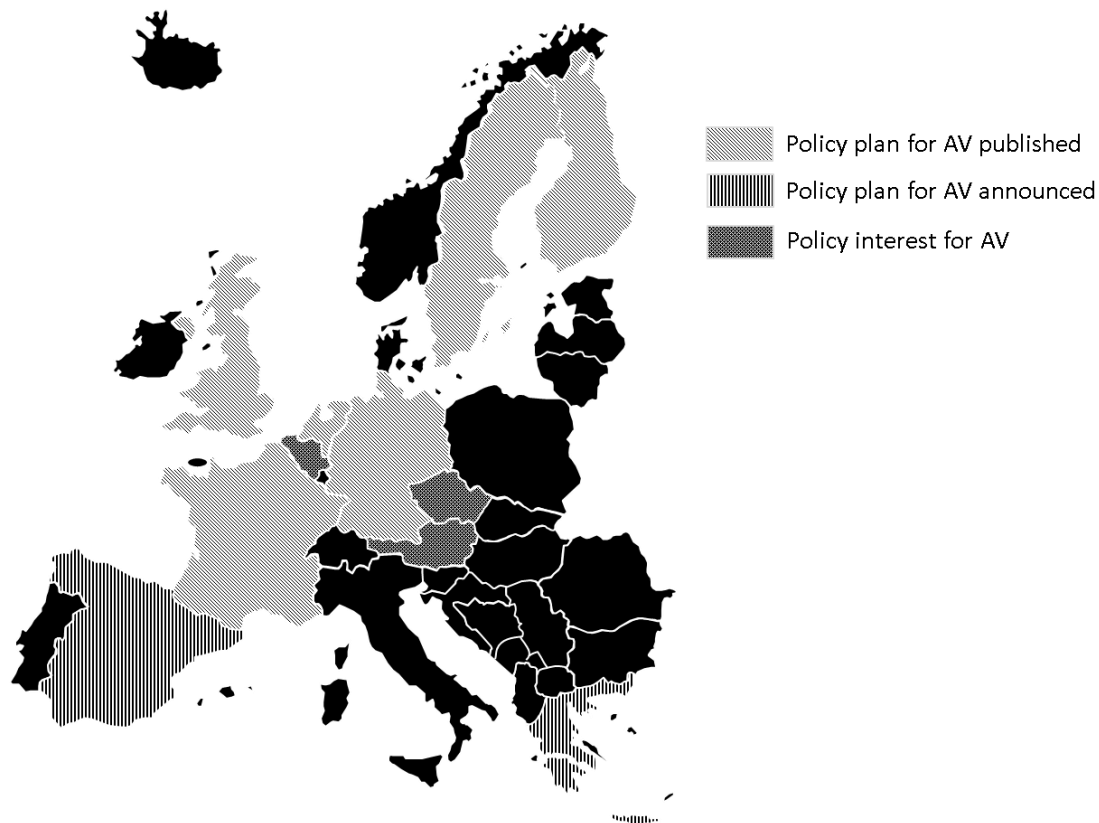 Policy plan for AV published
Policy plan for AV announced
Policy interest for AV